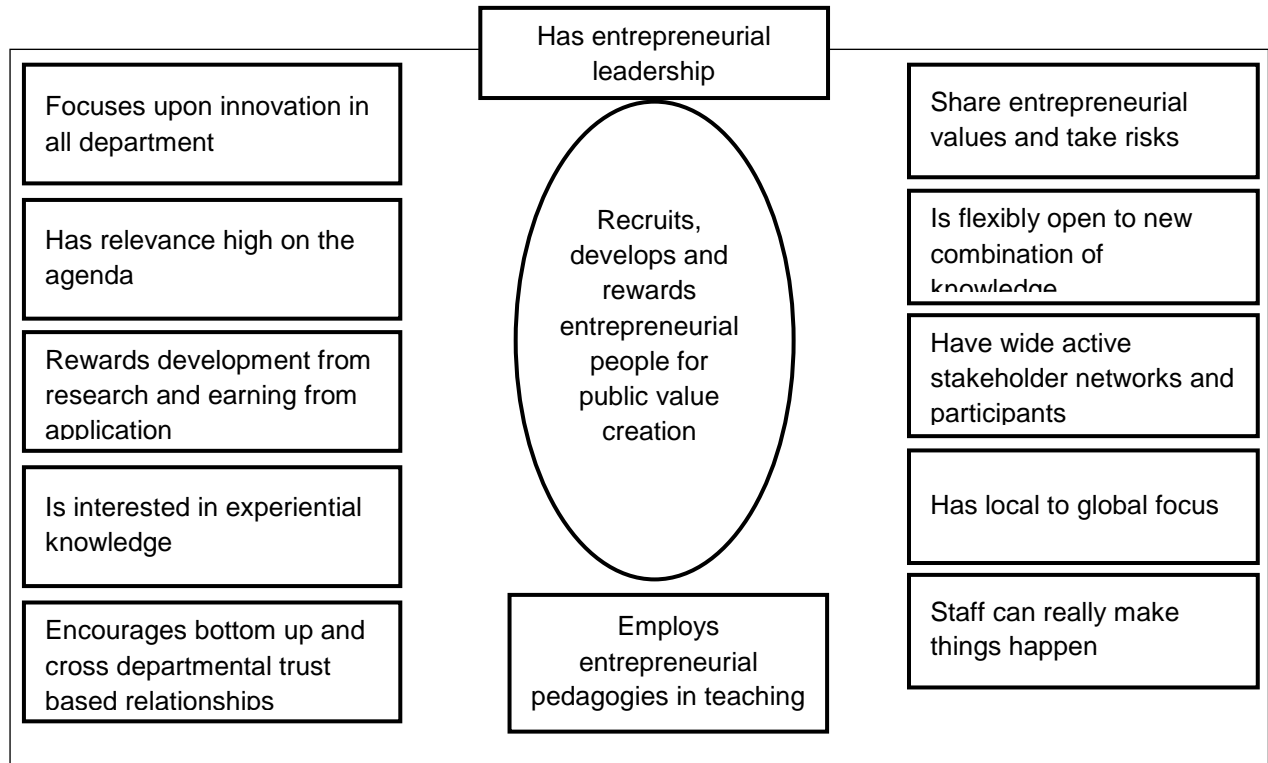 Has entrepreneurial
leadership
Focuses upon innovation in
all department
Has relevance high on the
agenda
Rewards development from
research and earning from
application
Is interested in experiential
knowledge
Encourages bottom up and
cross departmental trust
based relationships
Recruits,
develops and
rewards
entrepreneurial
people for
public value
creation
Employs
entrepreneurial
pedagogies in teaching
Share entrepreneurial
values and take risks
Is flexibly open to new
combination of
knowledge
Have wide active
stakeholder networks and
participants
Has local to global focus
Staff can really make
things happen